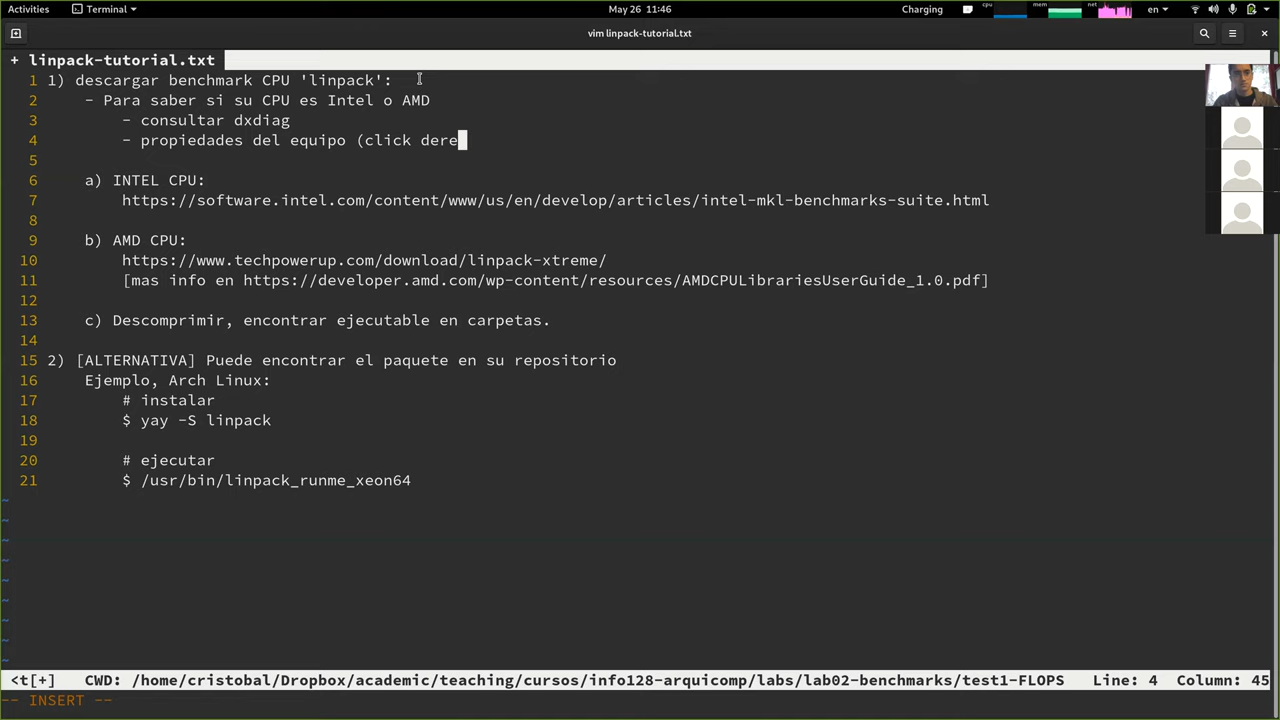 Activities Terminal May 26 11:46 Charging cpu mem net en
vim linpack-tutorial.txt
+ linpack-tutorial.txt
1 1) descargar benchmark CPU 'linpack':
2 - Para saber si su CPU es Intel o AMD
3 - consultar dxdiag
4 - propiedades del equipo (click dere
5
6 a) INTEL CPU:
7 https://software.intel.com/content/www/us/en/develop/articles/intel-mkl-benchmarks-suite.html
8
9 b) AMD CPU:
10 https://www.techpowerup.com/download/linpack-xtreme/
11 [mas info en https://developer.amd.com/wp-content/resources/AMDCPULibrariesUserGuide_1.0.pdf]
12
13 c) Descomprimir, encontrar ejecutable en carpetas.
14
15 2) [ALTERNATIVA] Puede encontrar el paquete en su repositorio
16 Ejemplo, Arch Linux:
17 # instalar
18 $ yay -S linpack
19
20 # ejecutar
21 $ /usr/bin/linpack_runme_xeon64
~
~
~
~
~
~
~
~
~
<t[+] CWD: /home/cristobal/Dropbox/academic/teaching/cursos/info128-arquicomp/labs/lab02-benchmarks/test1-FLOPS Line: 4 Column: 45
-- INSERT --